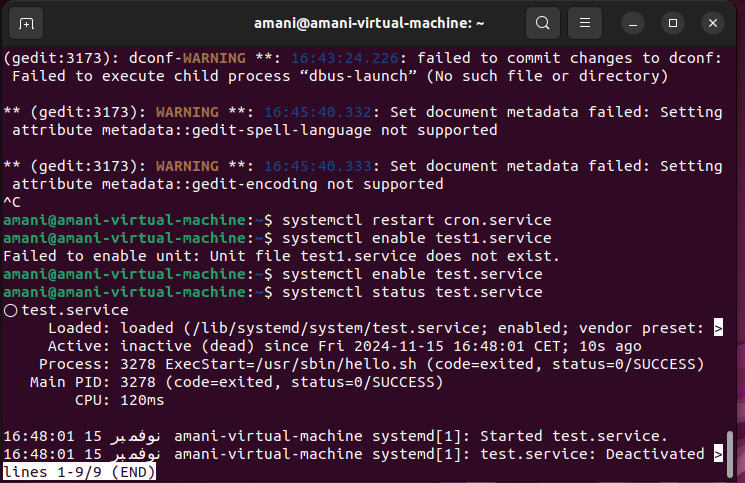 amani@amani-virtual-machine: ~
(gedit:3173): dconf-WARNING **: 16:43:24.226: failed to commit changes to dconf:
Failed to execute child process “dbus-launch” (No such file or directory)
** (gedit:3173): WARNING **: 16:45:40.332: Set document metadata failed: Setting
attribute metadata::gedit-spell-language not supported
** (gedit:3173): WARNING **: 16:45:40.333: Set document metadata failed: Setting
attribute metadata::gedit-encoding not supported
^C
amani@amani-virtual-machine:~$ systemctl restart cron.service
amani@amani-virtual-machine:~$ systemctl enable test1.service
Failed to enable unit: Unit file test1.service does not exist.
amani@amani-virtual-machine:~$ systemctl enable test.service
amani@amani-virtual-machine:~$ systemctl status test.service
○ test.service
Loaded: loaded (/lib/systemd/system/test.service; enabled; vendor preset: >
Active: inactive (dead) since Fri 2024-11-15 16:48:01 CET; 10s ago
Process: 3278 ExecStart=/usr/sbin/hello.sh (code=exited, status=0/SUCCESS)
Main PID: 3278 (code=exited, status=0/SUCCESS)
CPU: 120ms
16:48:01 15 نوفمبر amani-virtual-machine systemd[1]: Started test.service.
16:48:01 15 نوفمبر amani-virtual-machine systemd[1]: test.service: Deactivated >
lines 1-9/9 (END)